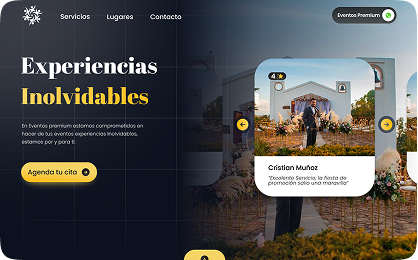 Servicios
Lugares
Contacto
Eventos Premium
Experiencias
Inolvidables
En Eventos premium estamos comprometidos en
hacer de tus eventos experiencias inolvidables,
estamos por y para ti.
Agenda tu cita
4
Cristian Muñoz
"Excelente Servicio, la fiesta de
promoción salio una maravilla"